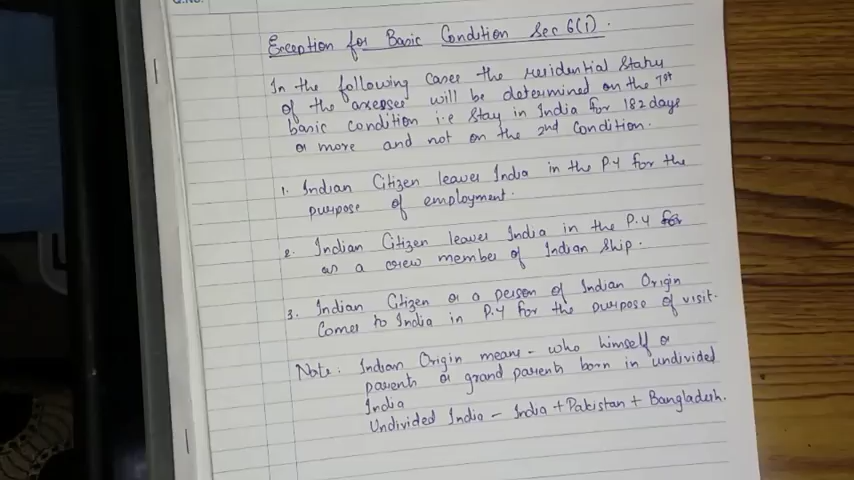 Q.No.
Exception for Basic Condition Sec 6(1).
In the following cases the residential status
of the assessee will be determined on the 1st
basic condition i.e stay in India for 182 days
or more and not on the 2nd Condition.
1. Indian Citizen leaves India in the P.Y for the
purpose of employment.
2. Indian Citizen leaves India in the P.Y
as a crew member of Indian Ship.
3. Indian Citizen or a person of Indian Origin
Comes to India in P.Y for the purpose of visit.
Note: Indian Origin means - who himself or
parents or grand parents born in undivided
India
Undivided India - India + Pakistan + Bangladesh.